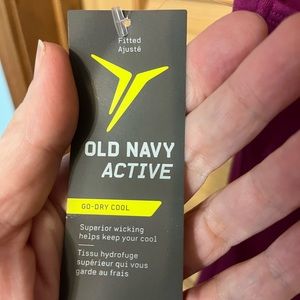 Fitted
Ajusté
OLD NAVY
ACTIVE
GO-DRY COOL
Superior wicking
helps keep your cool
Tissu hydrofuge
supérieur qui vous
garde au frais